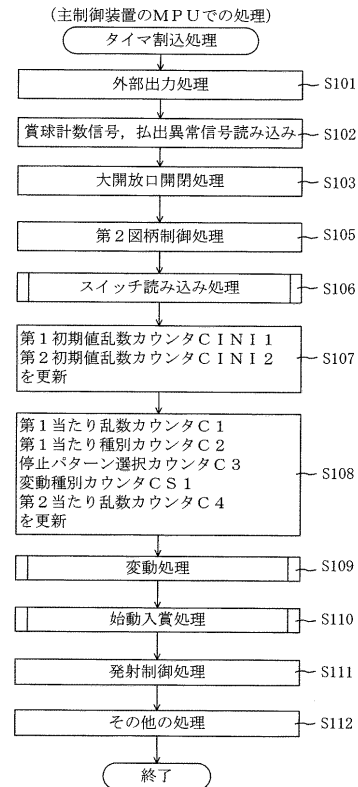 （主制御装置のＭＰＵでの処理）
タイマ割込処理
外部出力処理 S101
賞球計数信号，払出異常信号読み込み S102
大開放口開閉処理 S103
第２図柄制御処理 S105
スイッチ読み込み処理 S106
第１初期値乱数カウンタＣＩＮＩ１
第２初期値乱数カウンタＣＩＮＩ２
を更新
S107
第１当たり乱数カウンタＣ１
第１当たり種別カウンタＣ２
停止パターン選択カウンタＣ３
変動種別カウンタＣＳ１
第２当たり乱数カウンタＣ４
を更新
S108
変動処理 S109
始動入賞処理 S110
発射制御処理 S111
その他の処理 S112
終了